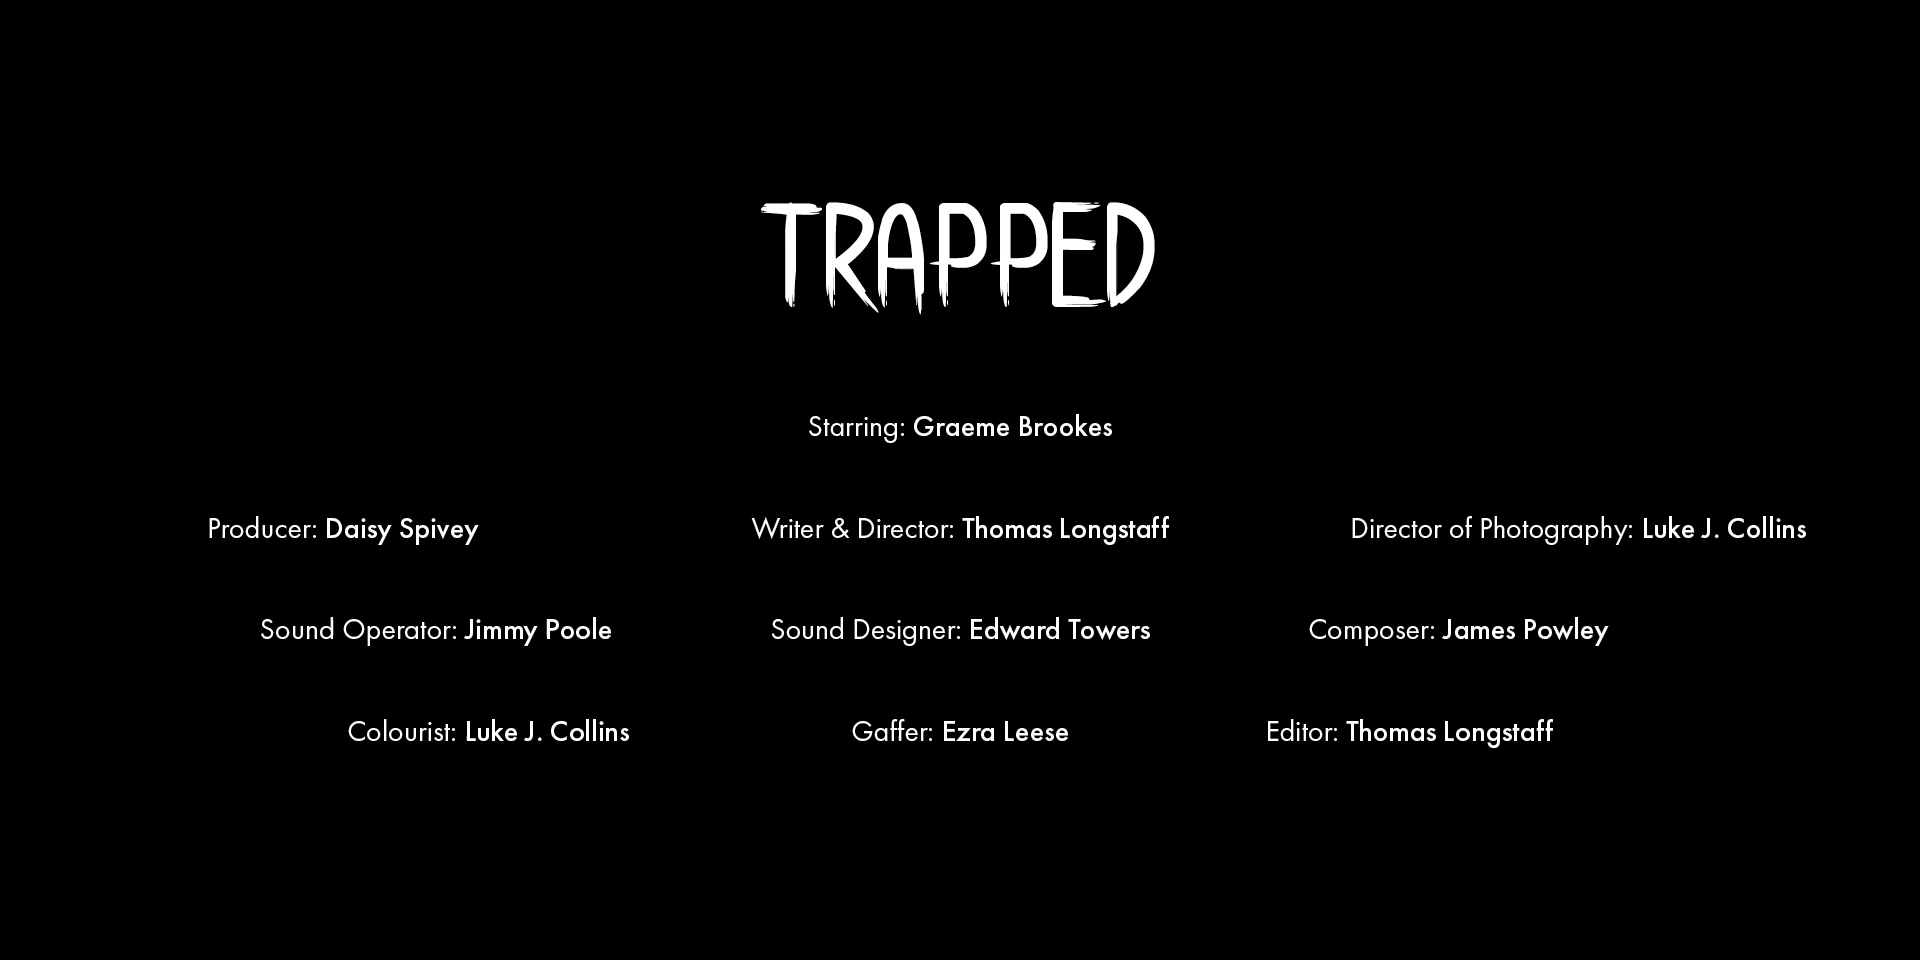 TRAPPED
Starring: Graeme Brookes
Producer: Daisy Spivey Writer & Director: Thomas Longstaff Director of Photography: Luke J. Collins
Sound Operator: Jimmy Poole Sound Designer: Edward Towers Composer: James Powley
Colourist: Luke J. Collins Gaffer: Ezra Leese Editor: Thomas Longstaff